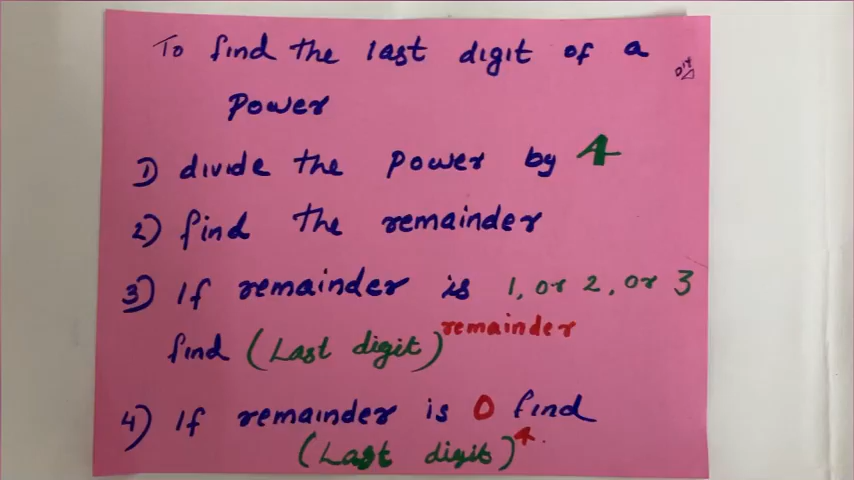 To find the last digit of a
Power
1) divide the power by 4
2) find the remainder
3) If remainder is 1, or 2, or 3
find (Last digit)^remainder
4) If remainder is 0 find
(Last digit)^4.